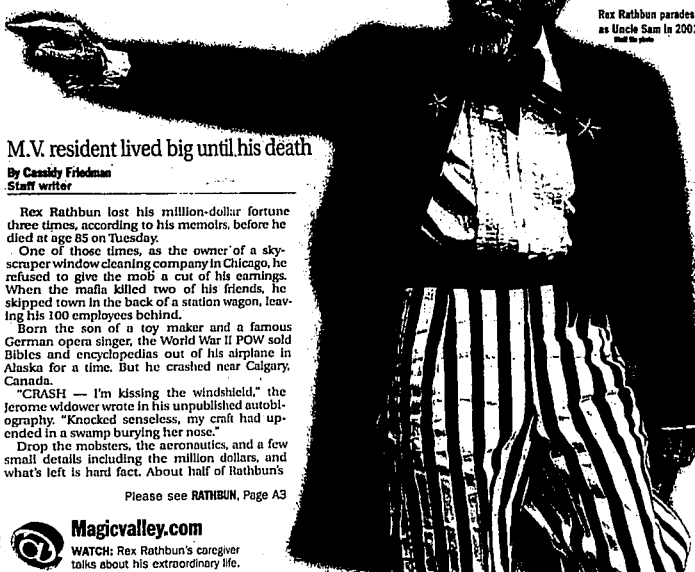 Rex Rathbun parades
as Uncle Sam in 200
Staff file photo
M.V. resident lived big until his death
By Cassidy Friedman
Staff writer
Rex Rathbun lost his million-dollar fortune
three times, according to his memoirs, before he
died at age 85 on Tuesday.
One of those times, as the owner of a sky-
scraper window cleaning company in Chicago, he
refused to give the mob a cut of his earnings.
When the mafia killed two of his friends, he
skipped town in the back of a station wagon, leav-
ing his 100 employees behind.
Born the son of a toy maker and a famous
German opera singer, the World War II POW sold
Bibles and encyclopedias out of his airplane in
Alaska for a time. But he crashed near Calgary,
Canada.
"CRASH — I'm kissing the windshield," the
Jerome widower wrote in his unpublished autobi-
ography. "Knocked senseless, my craft had up-
ended in a swamp burying her nose."
Drop the mobsters, the aeronautics, and a few
small details including the million dollars, and
what's left is hard fact. About half of Rathbun's
Please see RATHBUN, Page A3
@
Magicvalley.com
WATCH: Rex Rathbun's caregiver
talks about his extraordinary life.